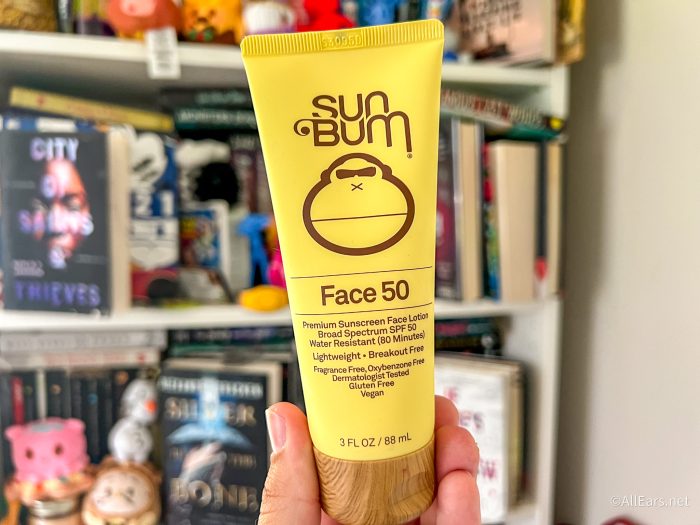 SUN
BUM®
Face 50
Premium Sunscreen Face Lotion
Broad Spectrum SPF 50
Water Resistant (80 Minutes)
Lightweight • Breakout Free
Fragrance Free, Oxybenzone Free
Dermatologist Tested
Gluten Free
Vegan
3 FL OZ / 88 mL
CITY
THIEVES
SILVER
BONE
©AllEars.net